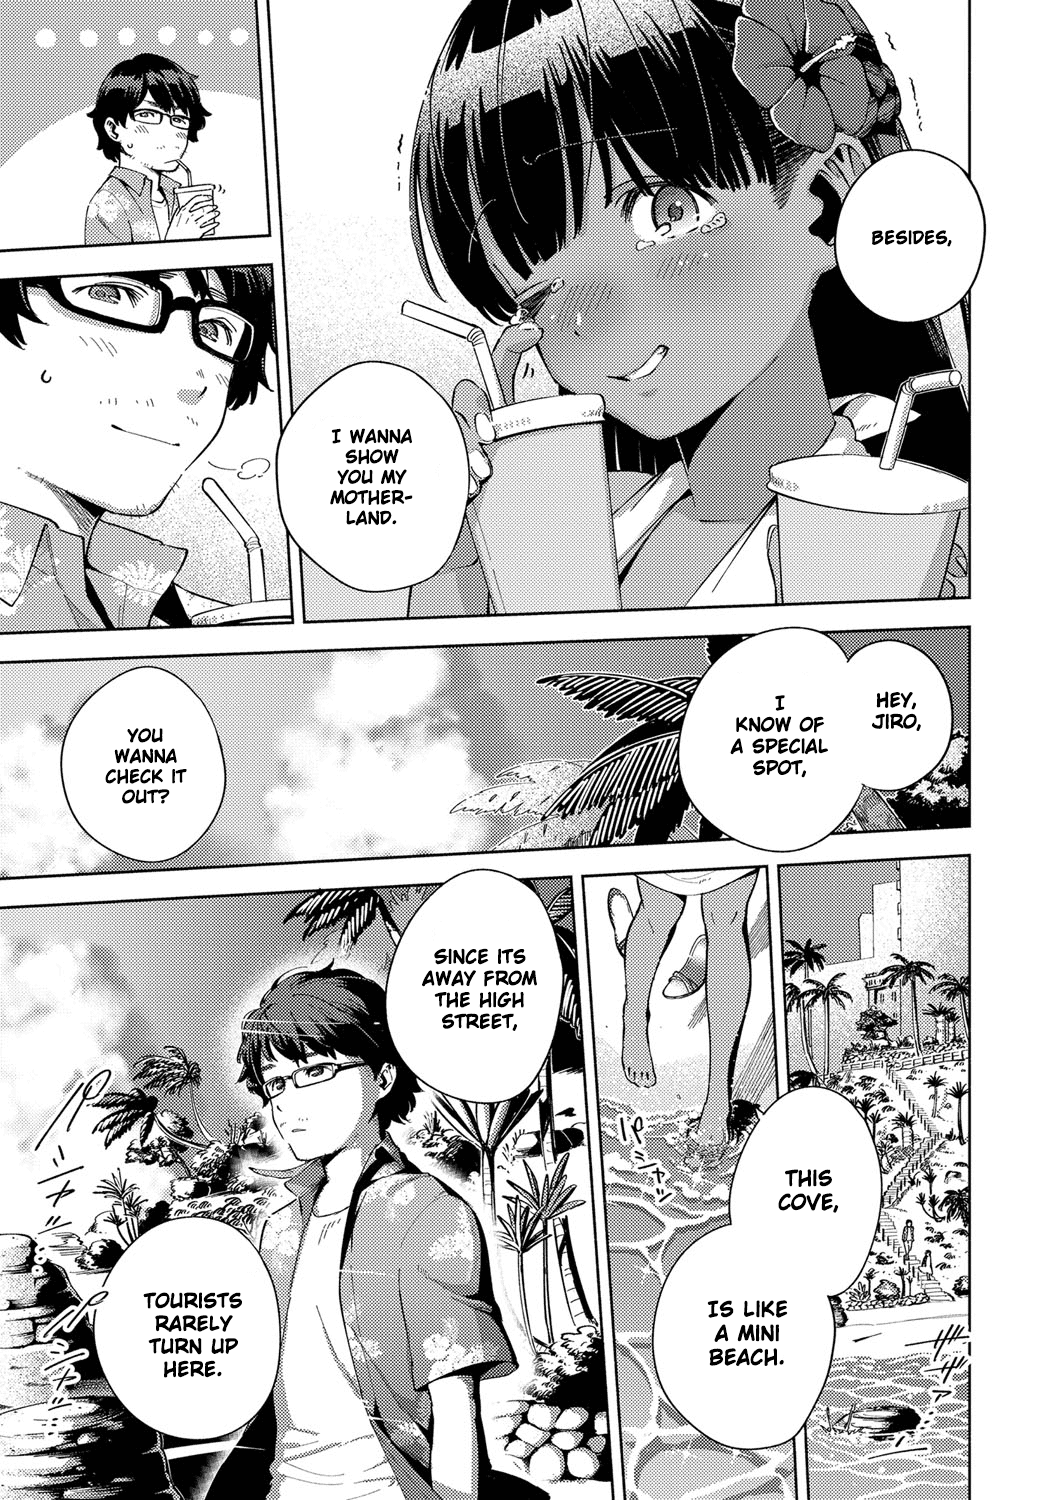 BESIDES,
I WANNA
SHOW
YOU MY
MOTHER-
LAND.
HEY,
JIRO,
I
KNOW OF
A SPECIAL
SPOT,
YOU
WANNA
CHECK IT
OUT?
THIS
COVE,
IS LIKE
A MINI
BEACH.
SINCE ITS
AWAY FROM
THE HIGH
STREET,
TOURISTS
RARELY
TURN UP
HERE.